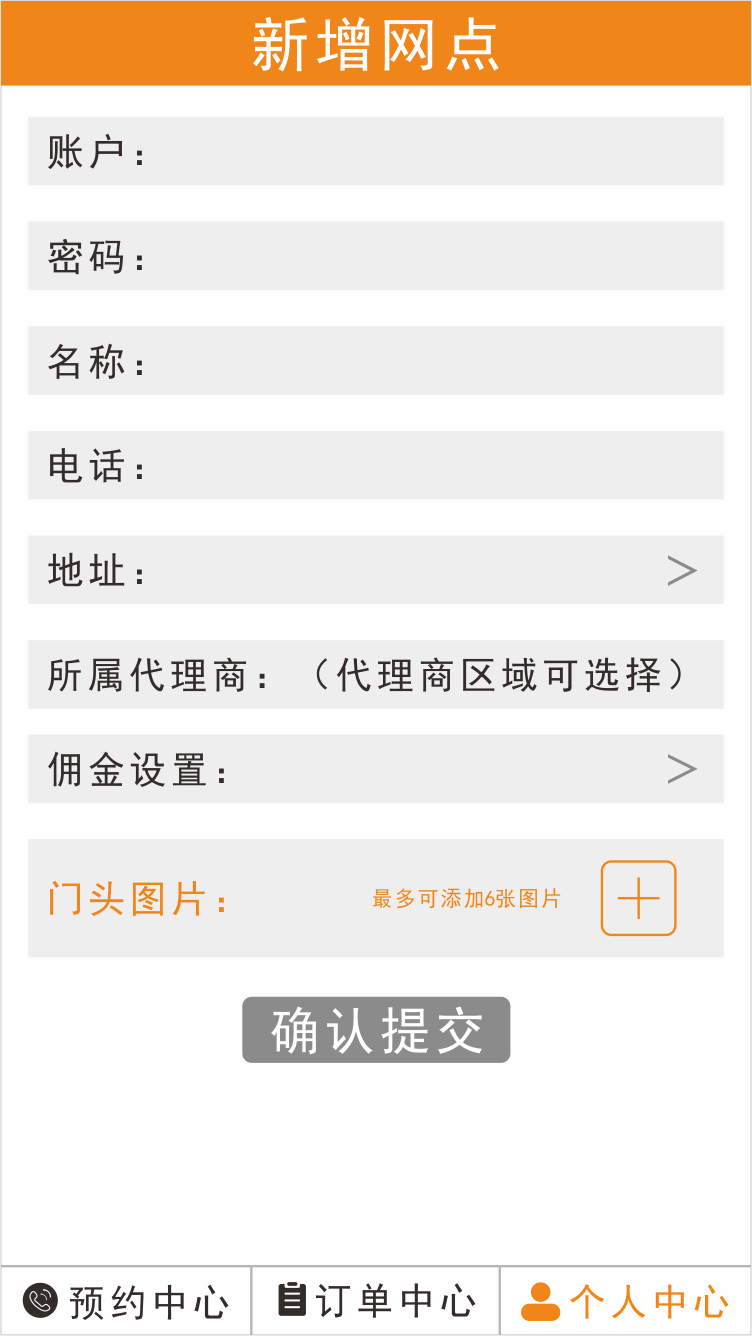 新增网点
账户：
密码：
名称：
电话：
地址： >
所属代理商：（代理商区域可选择）
佣金设置： >
门头图片： 最多可添加6张图片
确认提交
预约中心 订单中心 个人中心